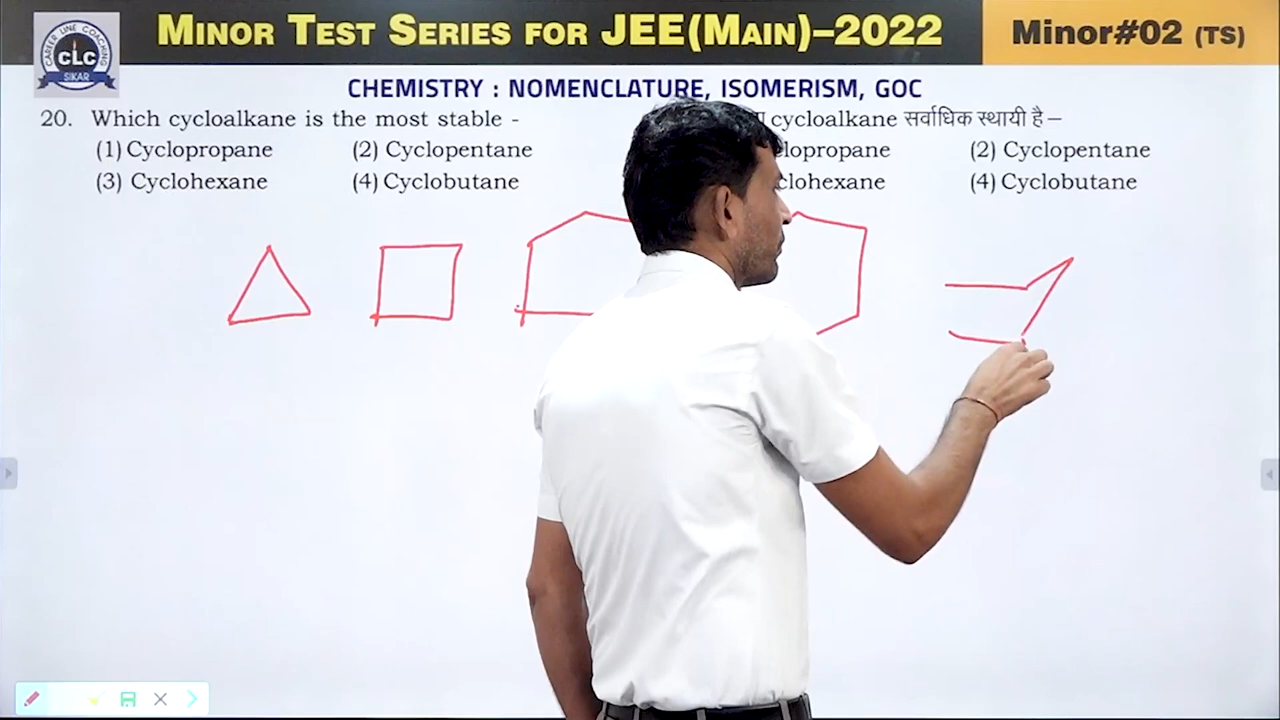 CAREER LINE COACHING
CLC
SIKAR
MINOR TEST SERIES FOR JEE(MAIN)–2022
Minor#02 (TS)
CHEMISTRY : NOMENCLATURE, ISOMERISM, GOC
20. Which cycloalkane is the most stable -
(1) Cyclopropane (2) Cyclopentane
(3) Cyclohexane (4) Cyclobutane
cycloalkane सर्वाधिक स्थायी है –
(2) Cyclopentane
(4) Cyclobutane